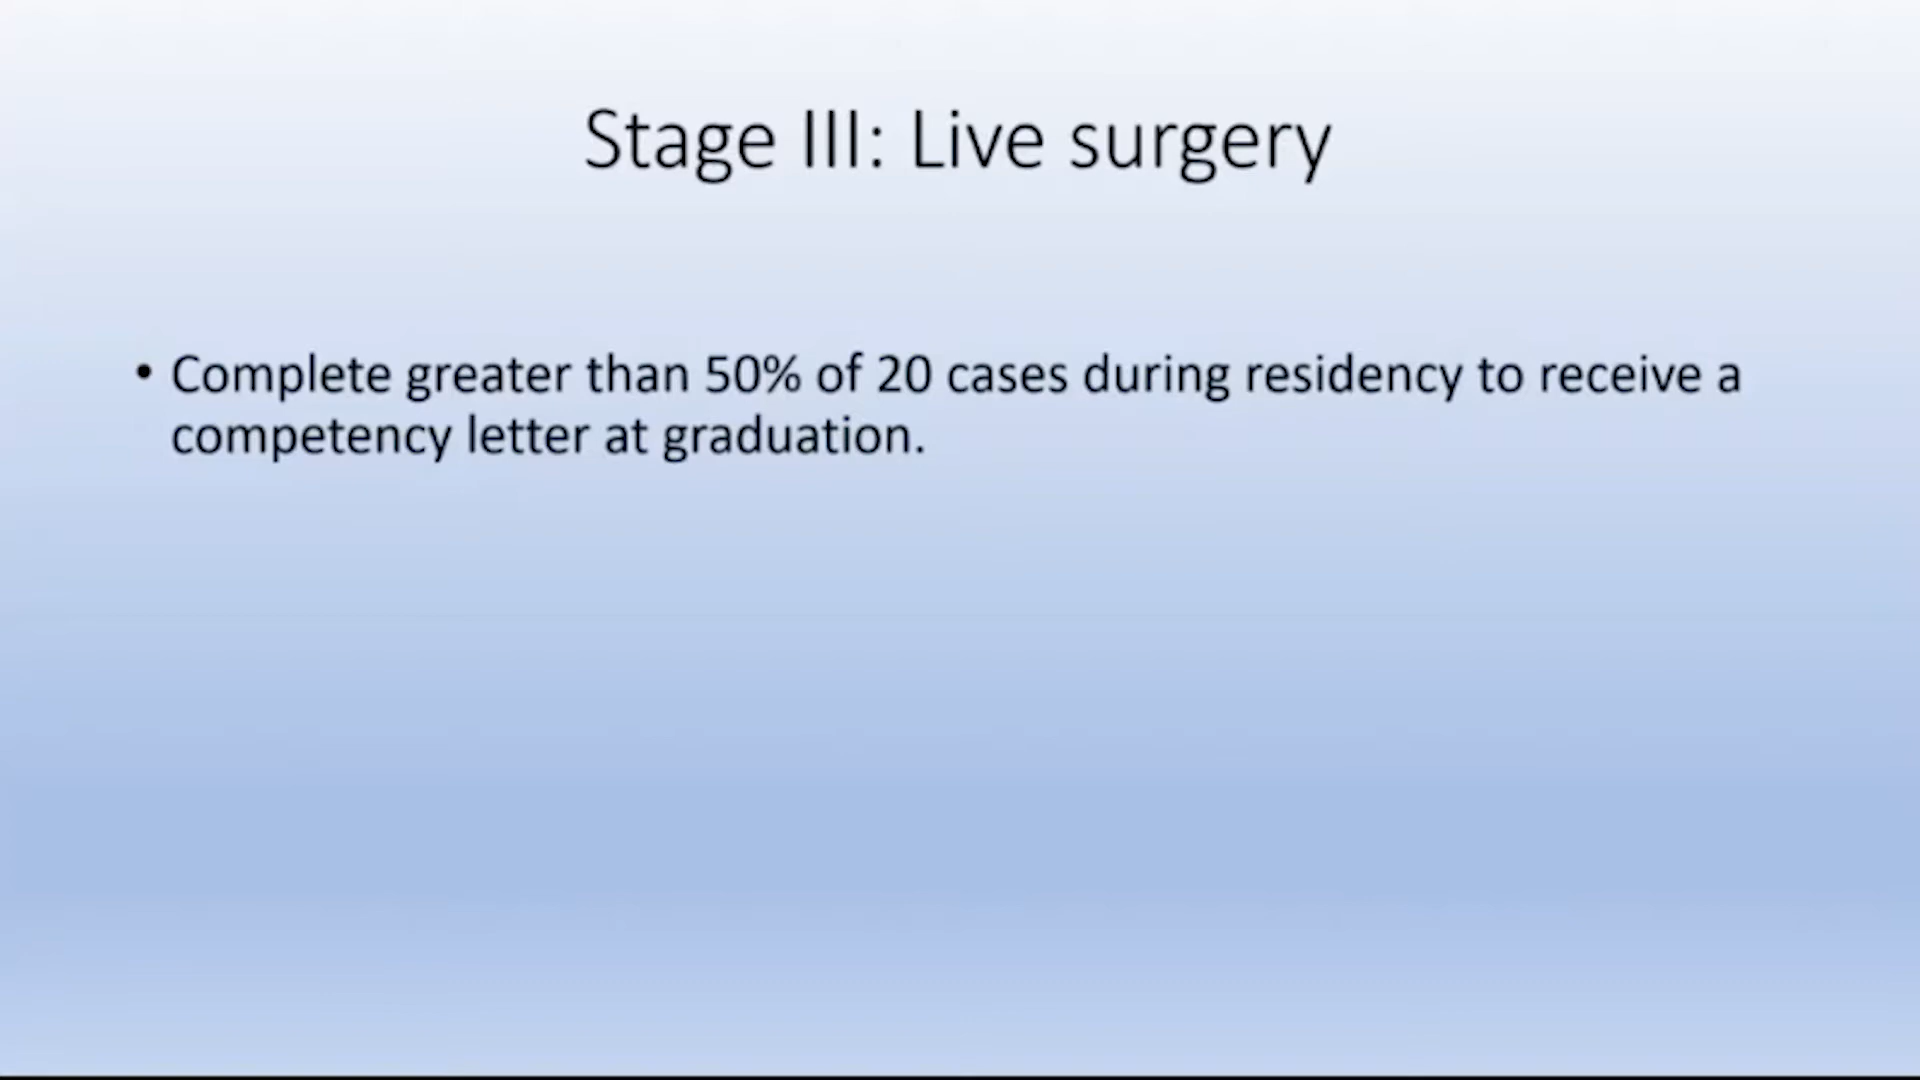 Stage III: Live surgery
• Complete greater than 50% of 20 cases during residency to receive a
competency letter at graduation.